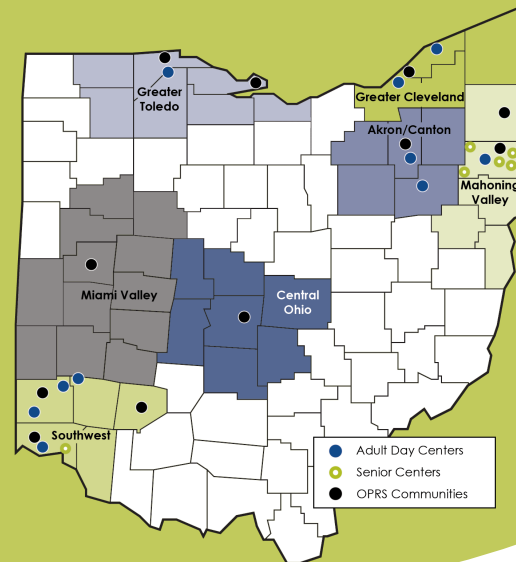 Greater
Toledo
Greater Cleveland
Akron/Canton
Mahoning
Valley
Miami Valley
Central
Ohio
Southwest
Adult Day Centers
Senior Centers
OPRS Communities